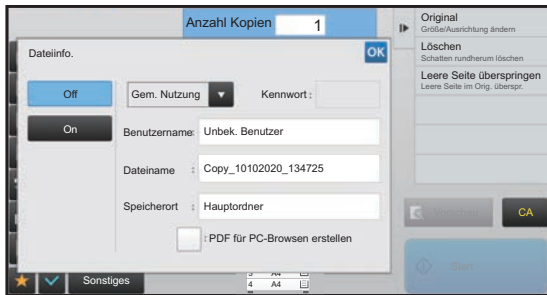 Anzahl Kopien 1
Original
Größe/Ausrichtung ändern
Löschen
Schatten rundherum löschen
Leere Seite überspringen
Leere Seite im Orig. überspr.
Dateiinfo. OK
Off
On
Gem. Nutzung Kennwort :
Benutzername: Unbek. Benutzer
Dateiname : Copy_10102020_134725
Speicherort : Hauptordner
: PDF für PC-Browsen erstellen
CA
Start
Sonstiges
A4
4 A4